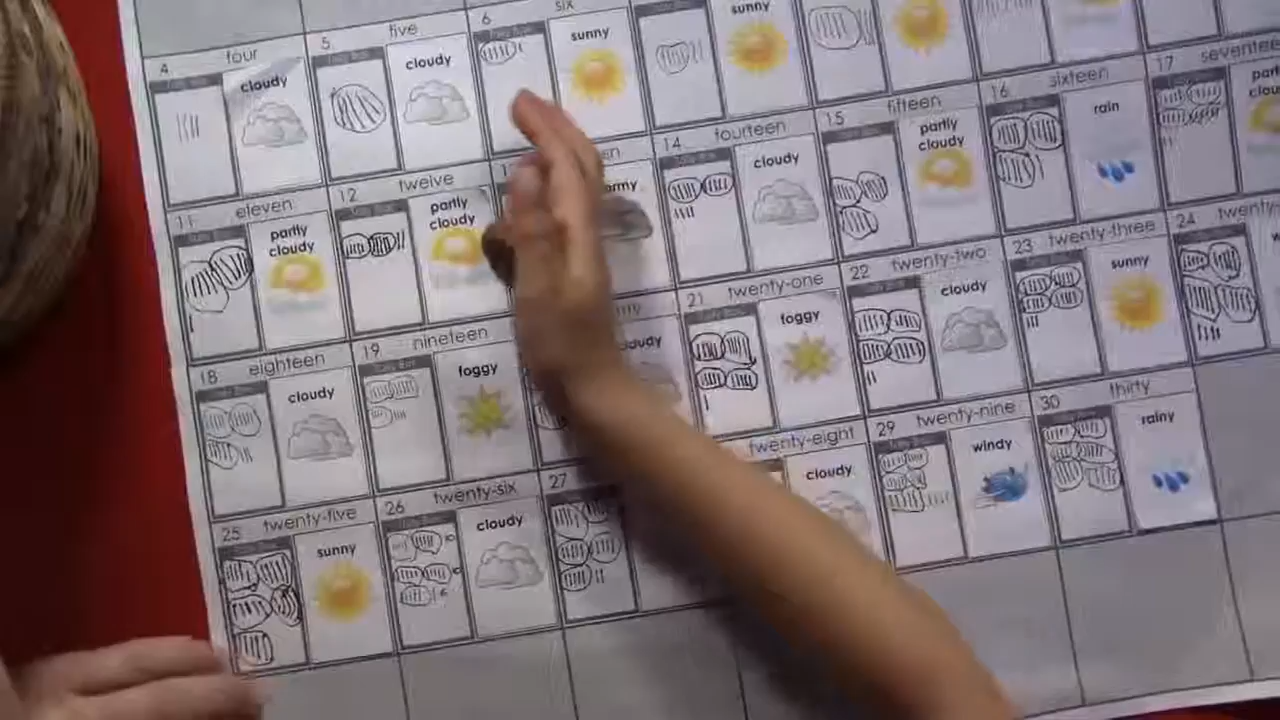 6 six
sunny
sunny
5 five
cloudy
4 four
cloudy
17
16 sixteen
rain
15 fifteen
partly
cloudy
14 fourteen
cloudy
12 twelve
partly
cloudy
11 eleven
partly
cloudy
24
23 twenty-three
sunny
22 twenty-two
cloudy
21 twenty-one
foggy
19 nineteen
foggy
18 eighteen
cloudy
30 thirty
rainy
29 twenty-nine
windy
twenty-eight
cloudy
27
26 twenty-six
cloudy
25 twenty-five
sunny